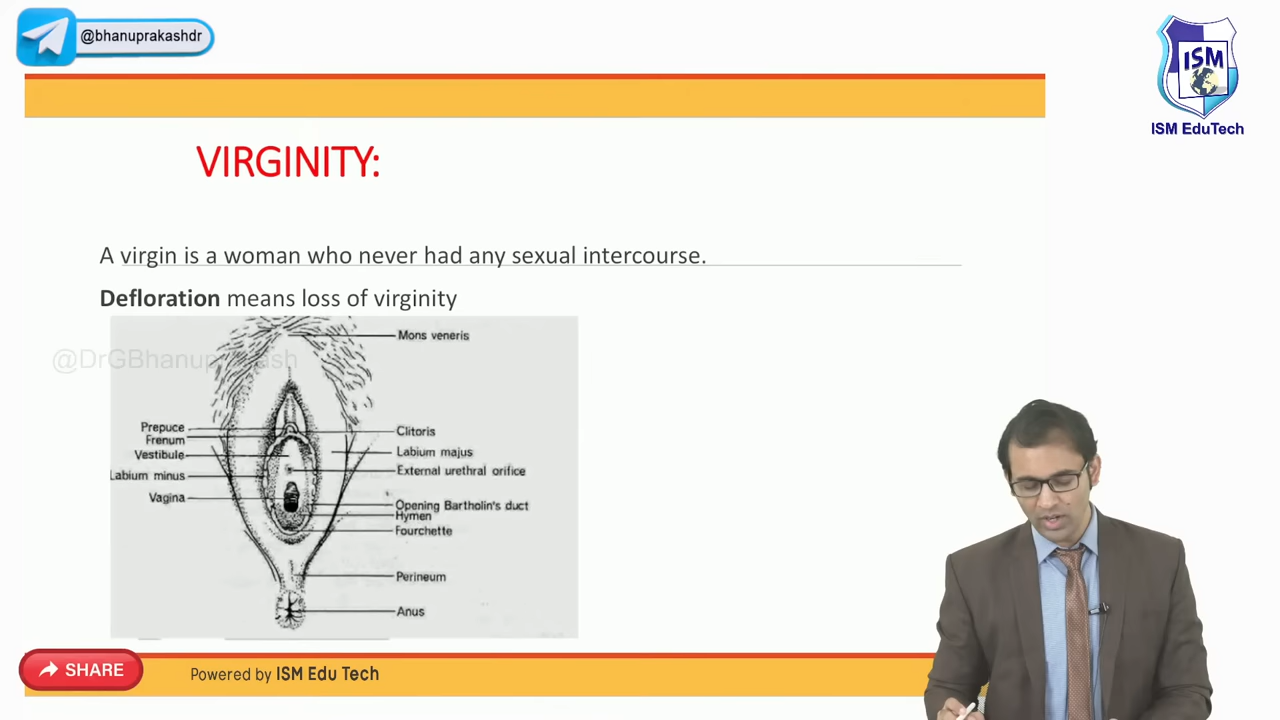 @bhanuprakashdr
ISM
ISM EduTech
VIRGINITY:
A virgin is a woman who never had any sexual intercourse.
Defloration means loss of virginity
@DrGBhanuprakash
Mons veneris
Prepuce
Frenum
Vestibule
Labium minus
Vagina
Clitoris
Labium majus
External urethral orifice
Opening Bartholin's duct
Hymen
Fourchette
Perineum
Anus
SHARE
Powered by ISM Edu Tech